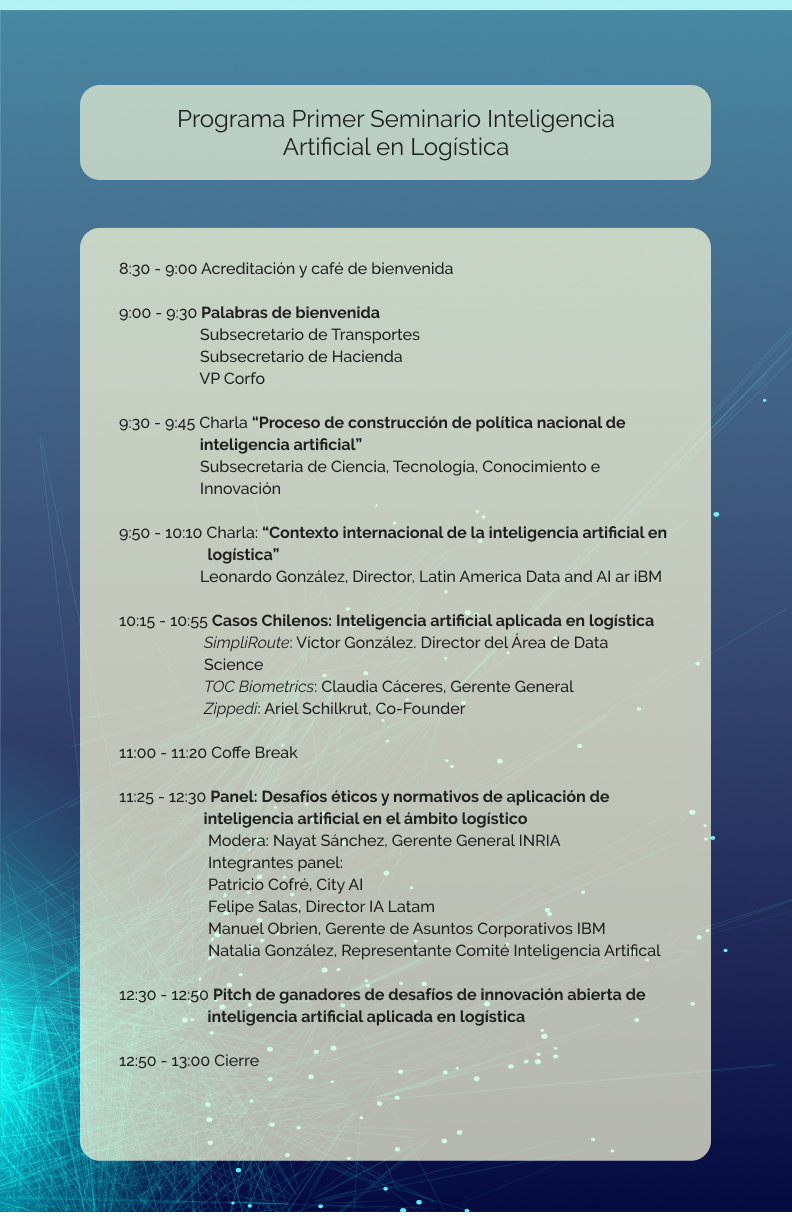 Programa Primer Seminario Inteligencia
Artificial en Logística
8:30 - 9:00 Acreditación y café de bienvenida
9:00 - 9:30 Palabras de bienvenida
Subsecretario de Transportes
Subsecretario de Hacienda
VP Corfo
9:30 - 9:45 Charla “Proceso de construcción de política nacional de
inteligencia artificial”
Subsecretaria de Ciencia, Tecnología, Conocimiento e
Innovación
9:50 - 10:10 Charla: “Contexto internacional de la inteligencia artificial en
logística”
Leonardo González, Director, Latin America Data and AI ar iBM
10:15 - 10:55 Casos Chilenos: Inteligencia artificial aplicada en logística
SimpliRoute: Víctor González. Director del Área de Data
Science
TOC Biometrics: Claudia Cáceres, Gerente General
Zippedi: Ariel Schilkrut, Co-Founder
11:00 - 11:20 Coffe Break
11:25 - 12:30 Panel: Desafíos éticos y normativos de aplicación de
inteligencia artificial en el ámbito logístico
Modera: Nayat Sánchez, Gerente General INRIA
Integrantes panel:
Patricio Cofré, City AI
Felipe Salas, Director IA Latam
Manuel Obrien, Gerente de Asuntos Corporativos IBM
Natalia González, Representante Comité Inteligencia Artifical
12:30 - 12:50 Pitch de ganadores de desafíos de innovación abierta de
inteligencia artificial aplicada en logística
12:50 - 13:00 Cierre